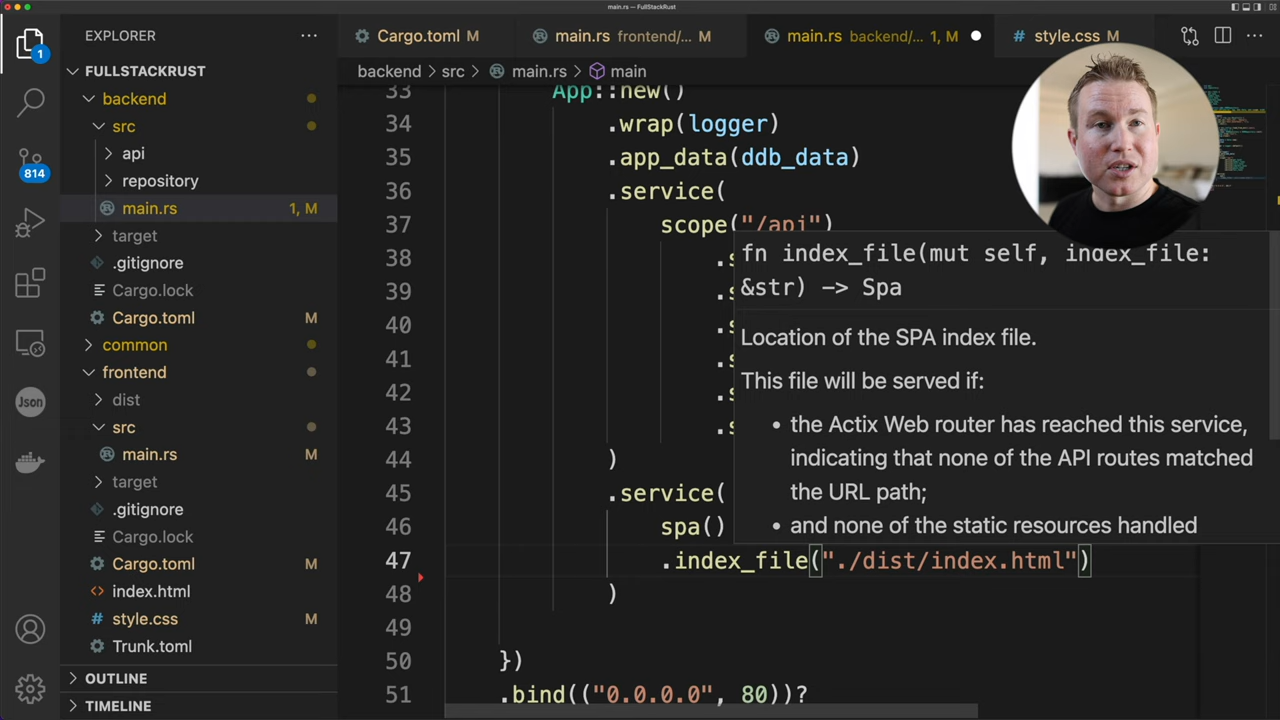 main.rs — FullStackRust
EXPLORER
Cargo.toml M
main.rs frontend/... M
main.rs backend/... 1, M
style.css M
1
FULLSTACKRUST
backend
src
api
repository
main.rs 1, M
target
.gitignore
Cargo.lock
Cargo.toml M
common
frontend
dist
src
main.rs M
target
.gitignore
Cargo.lock
Cargo.toml M
index.html
style.css M
Trunk.toml
OUTLINE
TIMELINE
814
Json
backend > src > main.rs > main
33 App::new()
34 .wrap(logger)
35 .app_data(ddb_data)
36 .service(
37 scope("/api")
38 .s
39 .s
40 .s
41 .s
42 .s
43 .s
44 )
45 .service(
46 spa()
47 .index_file("./dist/index.html")
48 )
49
50 })
51 .bind(("0.0.0.0", 80))?
fn index_file(mut self, index_file:
&str) -> Spa
Location of the SPA index file.
This file will be served if:
• the Actix Web router has reached this service,
indicating that none of the API routes matched
the URL path;
• and none of the static resources handled